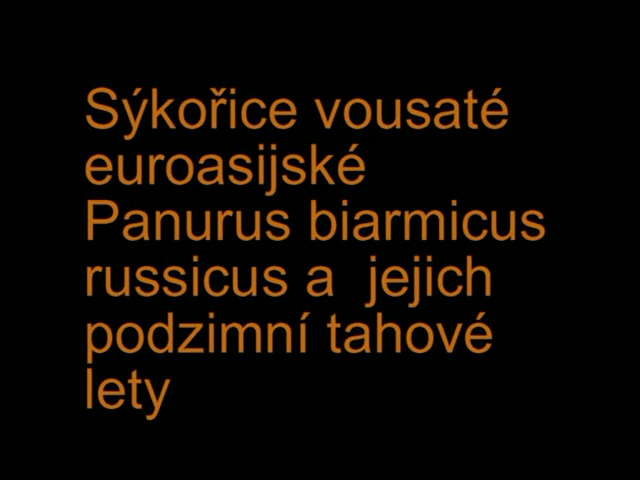 Sýkořice vousaté
euroasijské
Panurus biarmicus
russicus a  jejich
podzimní tahové
lety